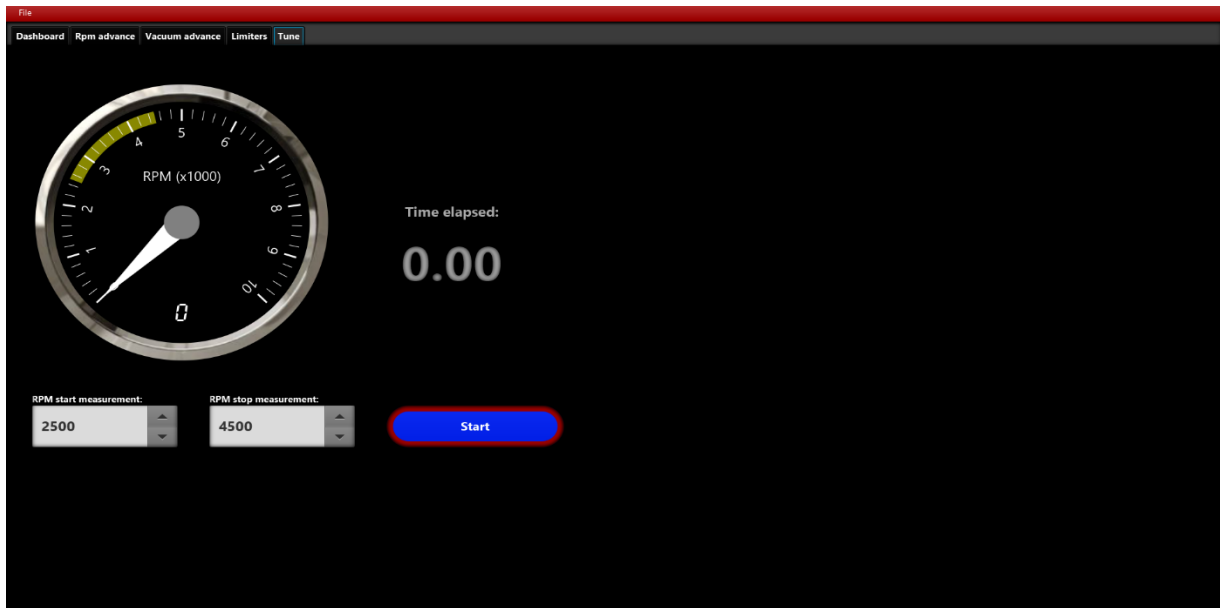 File
Dashboard Rpm advance Vacuum advance Limiters Tune
1
2
3
4
5
6
7
8
9
10
RPM (x1000)
0
Time elapsed:
0.00
RPM start measurement: RPM stop measurement:
2500 4500 Start